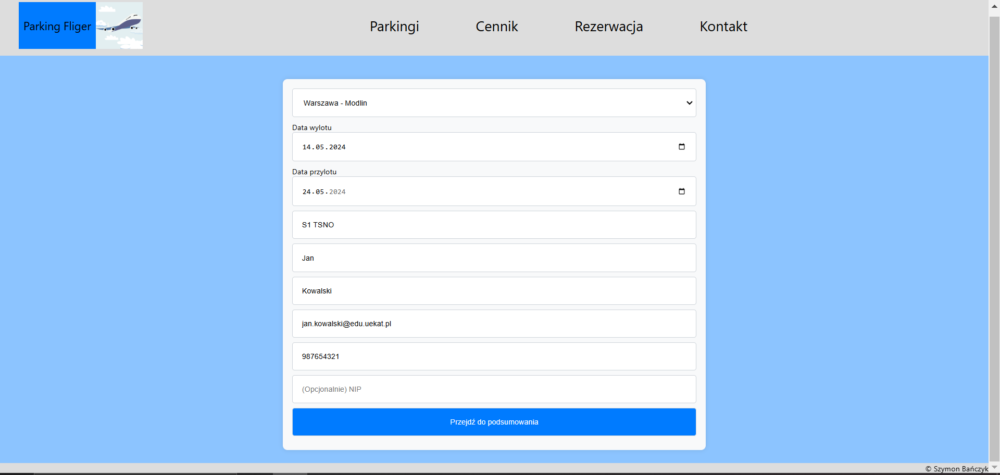 Parking Fliger
Parkingi
Cennik
Rezerwacja
Kontakt
Warszawa - Modlin
Data wylotu
14.05.2024
Data przylotu
24.05.2024
S1 TSNO
Jan
Kowalski
jan.kowalski@edu.uekat.pl
987654321
(Opcjonalnie) NIP
Przejdź do podsumowania
© Szymon Bańczyk